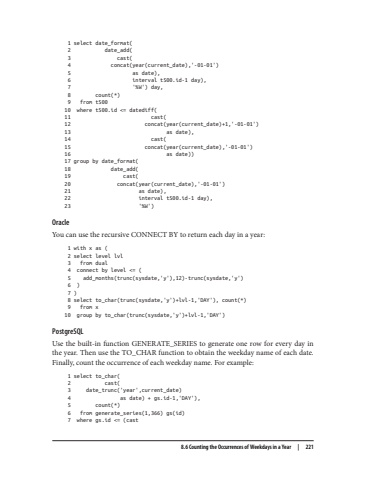 1 select date_format(
2 date_add(
3 cast(
4 concat(year(current_date),'-01-01')
5 as date),
6 interval t500.id-1 day),
7 '%W') day,
8 count(*)
9 from t500
10 where t500.id <= datediff(
11 cast(
12 concat(year(current_date)+1,'-01-01')
13 as date),
14 cast(
15 concat(year(current_date),'-01-01')
16 as date))
17 group by date_format(
18 date_add(
19 cast(
20 concat(year(current_date),'-01-01')
21 as date),
22 interval t500.id-1 day),
23 '%W')
Oracle
You can use the recursive CONNECT BY to return each day in a year:
1 with x as (
2 select level lvl
3 from dual
4 connect by level <= (
5 add_months(trunc(sysdate,'y'),12)-trunc(sysdate,'y')
6 )
7 )
8 select to_char(trunc(sysdate,'y')+lvl-1,'DAY'), count(*)
9 from x
10 group by to_char(trunc(sysdate,'y')+lvl-1,'DAY')
PostgreSQL
Use the built-in function GENERATE_SERIES to generate one row for every day in
the year. Then use the TO_CHAR function to obtain the weekday name of each date.
Finally, count the occurrence of each weekday name. For example:
1 select to_char(
2 cast(
3 date_trunc('year',current_date)
4 as date) + gs.id-1,'DAY'),
5 count(*)
6 from generate_series(1,366) gs(id)
7 where gs.id <= (cast
8.6 Counting the Occurrences of Weekdays in a Year | 221